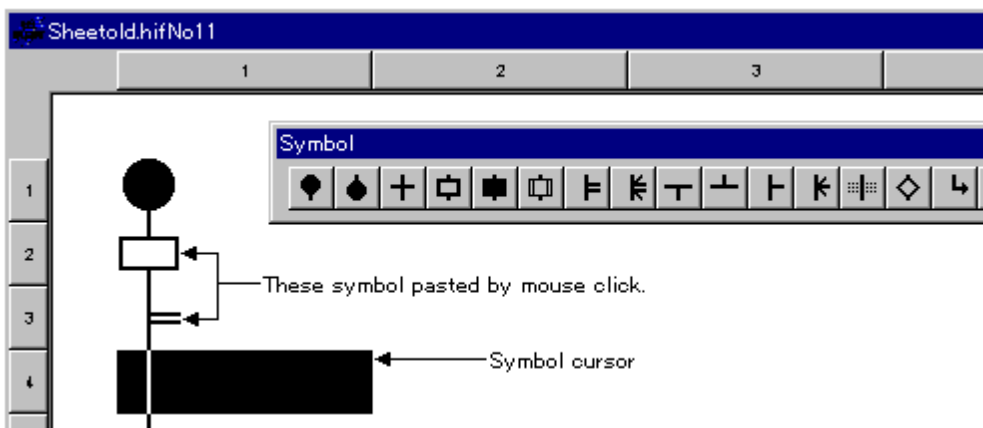 Sheetold.hifNo11
1 2 3
Symbol
1
2
These symbol pasted by mouse click.
3
Symbol cursor
4